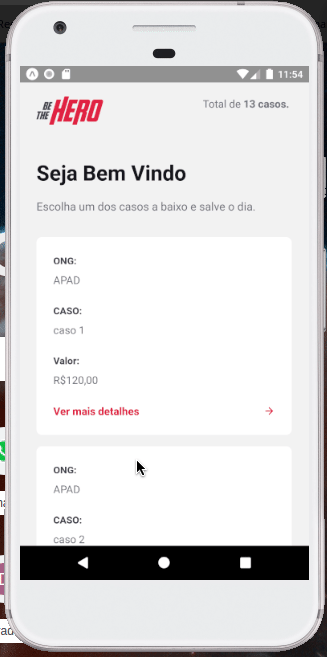 11:54
BE THE HERO
Total de 13 casos.
Seja Bem Vindo
Escolha um dos casos a baixo e salve o dia.
ONG:
APAD
CASO:
caso 1
Valor:
R$120,00
Ver mais detalhes
ONG:
APAD
CASO:
caso 2